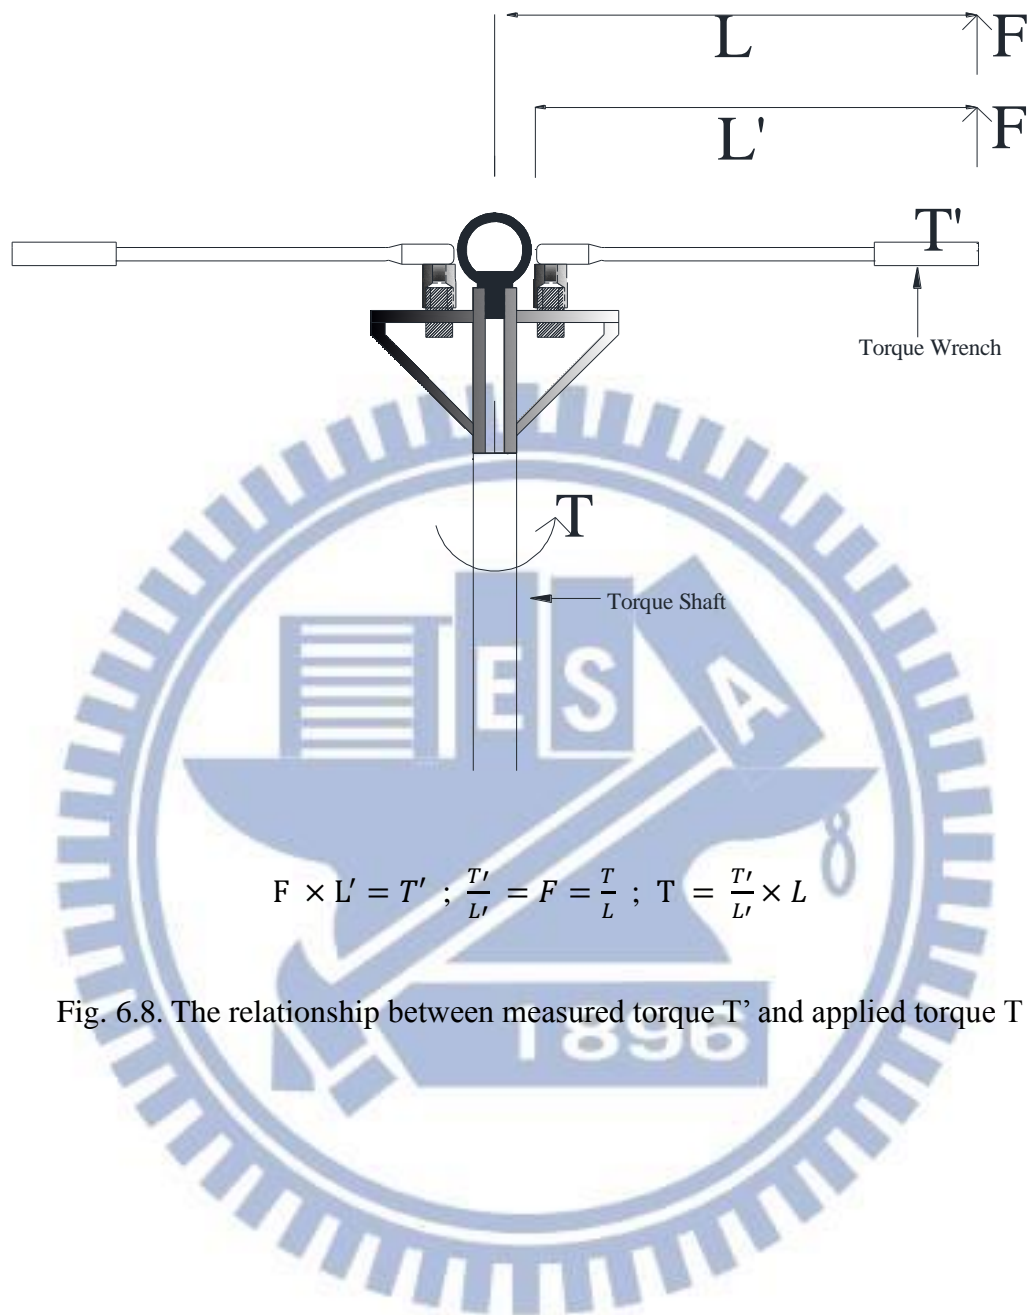 L F
L' F
T'
Torque Wrench
T
Torque Shaft
E S A
F × L′ = T′ ; T′/L′ = F = T/L ; T = T′/L′ × L
Fig. 6.8. The relationship between measured torque T’ and applied torque T
1896